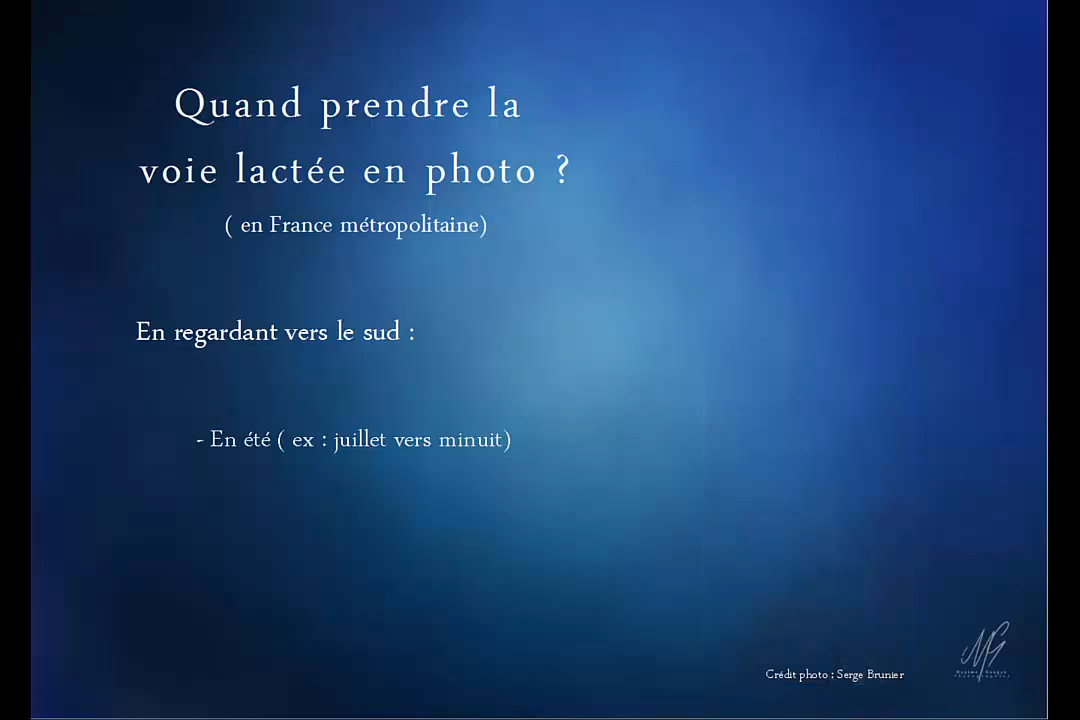 Quand prendre la
voie lactée en photo ?
( en France métropolitaine)
En regardant vers le sud :
- En été ( ex : juillet vers minuit)
Crédit photo : Serge Brunier